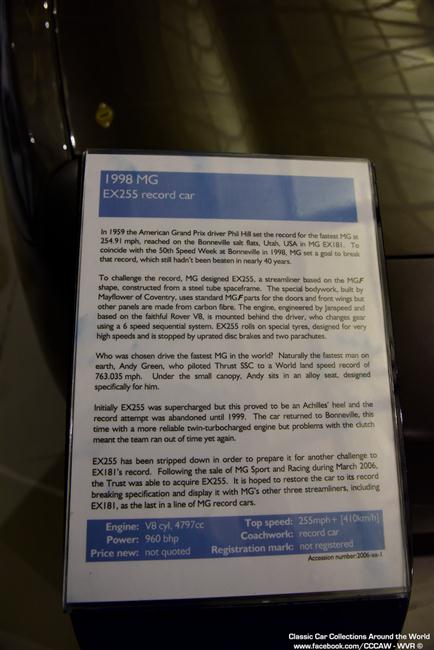 1998 MG
EX255 record car
In 1959 the American Grand Prix driver Phil Hill set the record for the fastest MG at
254.91 mph, reached on the Bonneville salt flats, Utah, USA in MG EX181. To
coincide with the 50th Speed Week at Bonneville in 1998, MG set a goal to break
that record, which still hadn't been beaten in nearly 40 years.
To challenge the record, MG designed EX255, a streamliner based on the MGF
shape, constructed from a steel tube spaceframe. The special bodywork, built by
Mayflower of Coventry, uses standard MGF parts for the doors and front wings but
other panels are made from carbon fibre. The engine, engineered by Janspeed and
based on the faithful Rover V8, is mounted behind the driver, who changes gear
using a 6 speed sequential system. EX255 rolls on special tyres, designed for very
high speeds and is stopped by uprated disc brakes and two parachutes.
Who was chosen drive the fastest MG in the world? Naturally the fastest man on
earth, Andy Green, who piloted Thrust SSC to a World land speed record of
763.035 mph. Under the small canopy, Andy sits in an alloy seat, designed
specifically for him.
Initially EX255 was supercharged but this proved to be an Achilles' heel and the
record attempt was abandoned until 1999. The car returned to Bonneville, this
time with a more reliable twin-turbocharged engine but problems with the clutch
meant the team ran out of time yet again.
EX255 has been stripped down in order to prepare it for another challenge to
EX181's record. Following the sale of MG Sport and Racing during March 2006,
the Trust was able to acquire EX255. It is hoped to restore the car to its record
breaking specification and display it with MG's other three streamliners, including
EX181, as the last in a line of MG record cars.
Engine: V8 cyl, 4797cc Top speed: 255mph+ [410km/h]
Power: 960 bhp Coachwork: record car
Price new: not quoted Registration mark: not registered
Accession number:2006-ex-1
Classic Car Collections Around the World
www.facebook.com/CCCAW - WVR ©